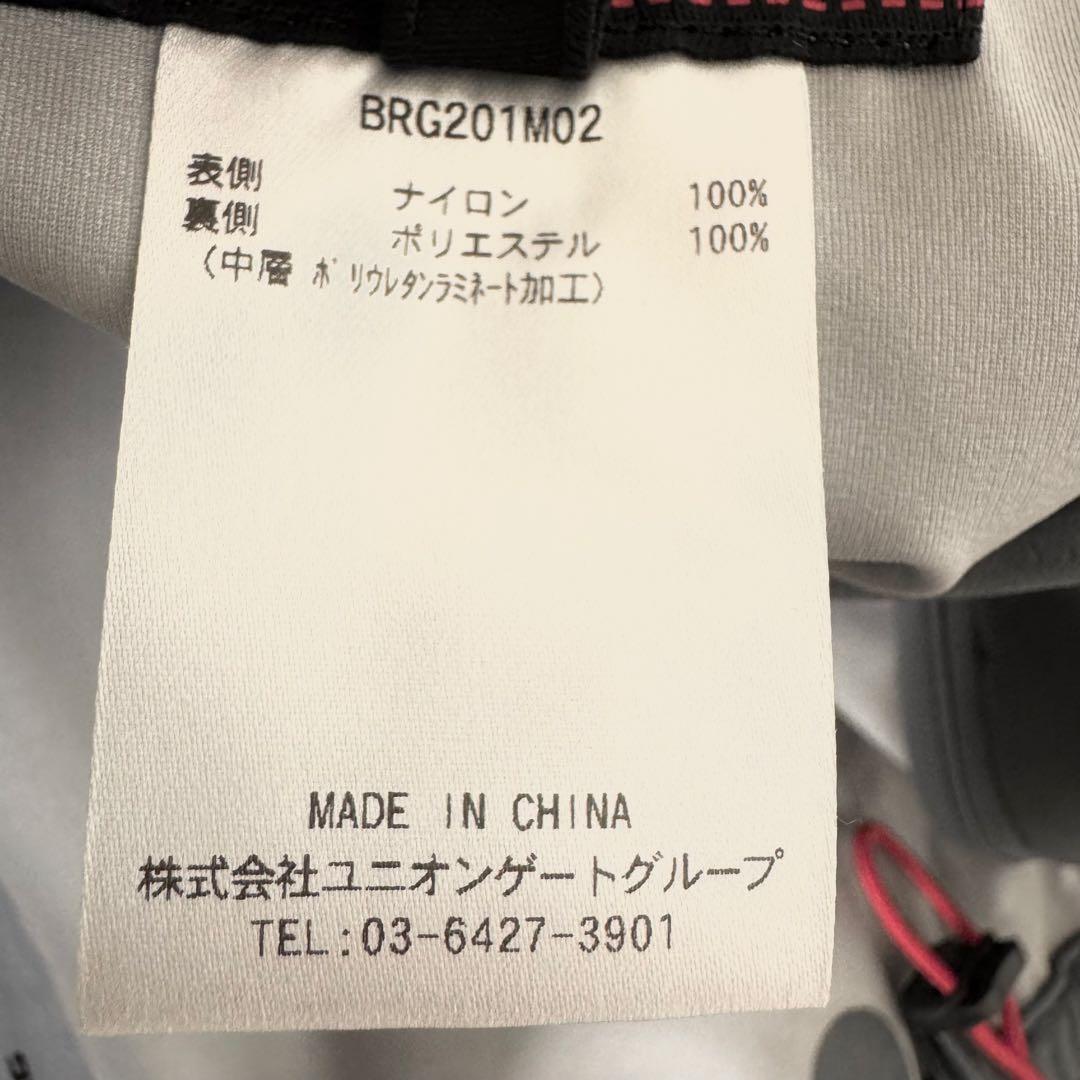 BRG201M02
表側 ナイロン 100%
裏側 ポリエステル 100%
(中層 ポリウレタンラミネート加工)
MADE IN CHINA
株式会社ユニオンゲートグループ
TEL:03-6427-3901